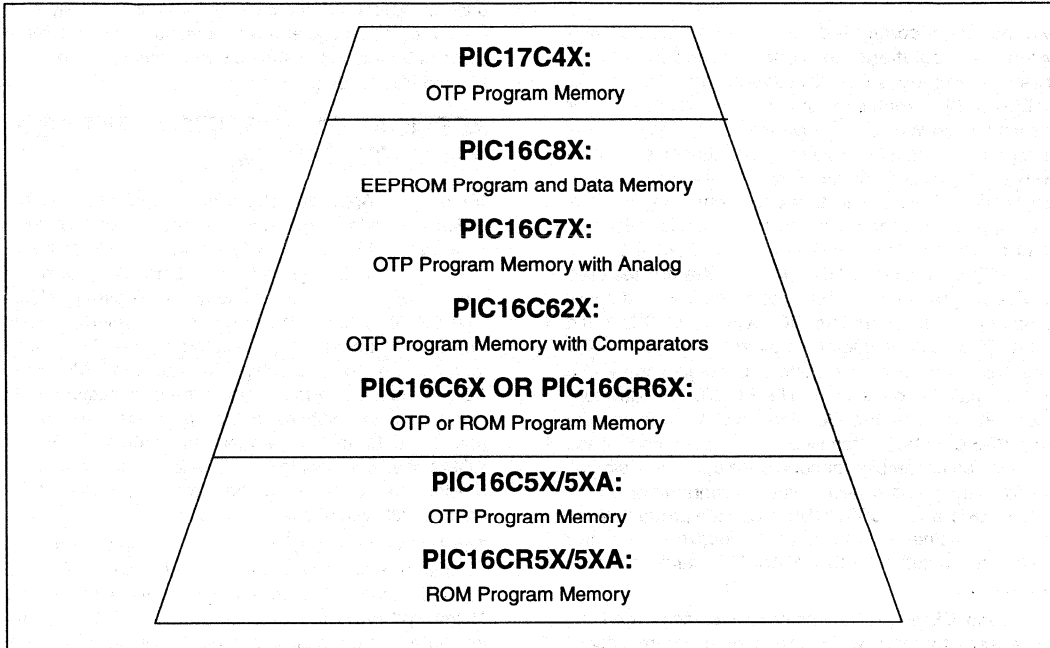 PIC17C4X:
OTP Program Memory
PIC16C8X:
EEPROM Program and Data Memory
PIC16C7X:
OTP Program Memory with Analog
PIC16C62X:
OTP Program Memory with Comparators
PIC16C6X OR PIC16CR6X:
OTP or ROM Program Memory
PIC16C5X/5XA:
OTP Program Memory
PIC16CR5X/5XA:
ROM Program Memory